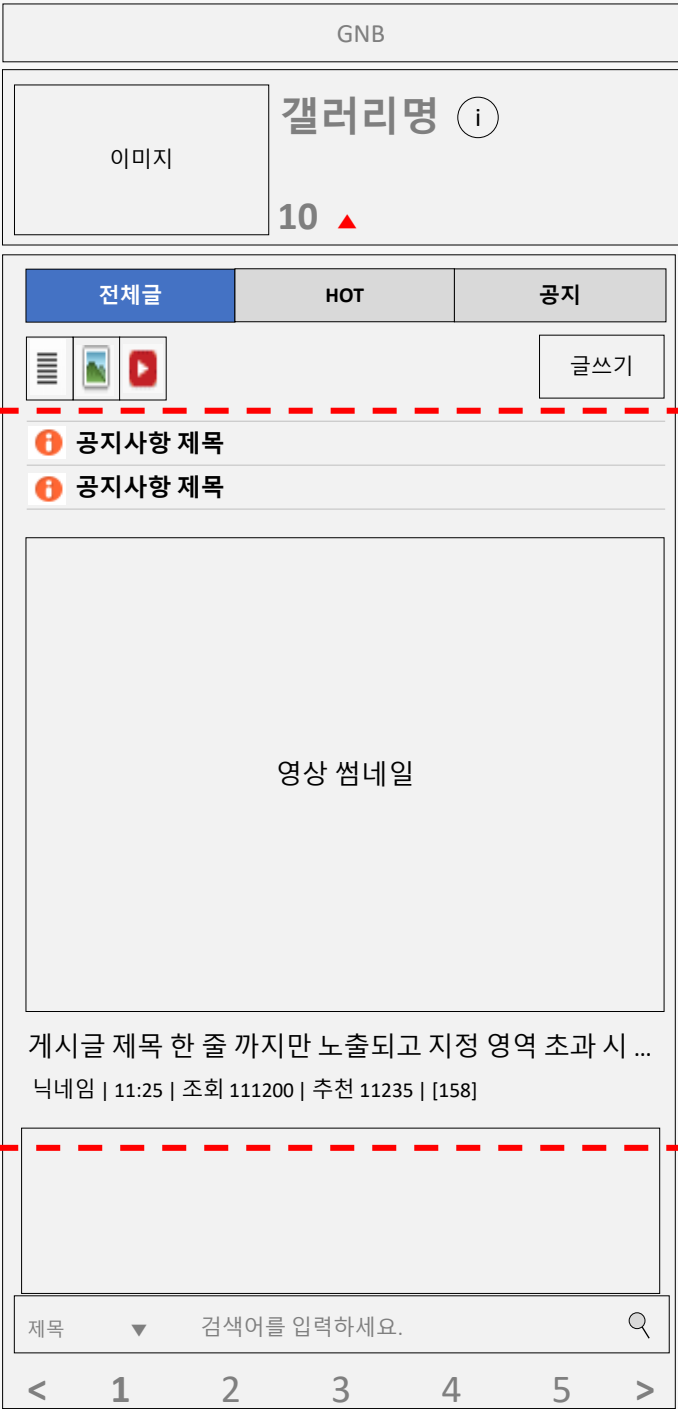 GNB
이미지
갤러리명 i
10 ▲
전체글 HOT 공지
글쓰기
공지사항 제목
공지사항 제목
영상 썸네일
게시글 제목 한 줄 까지만 노출되고 지정 영역 초과 시 ...
닉네임 | 11:25 | 조회 111200 | 추천 11235 | [158]
제목 ▼ 검색어를 입력하세요.
< 1 2 3 4 5 >